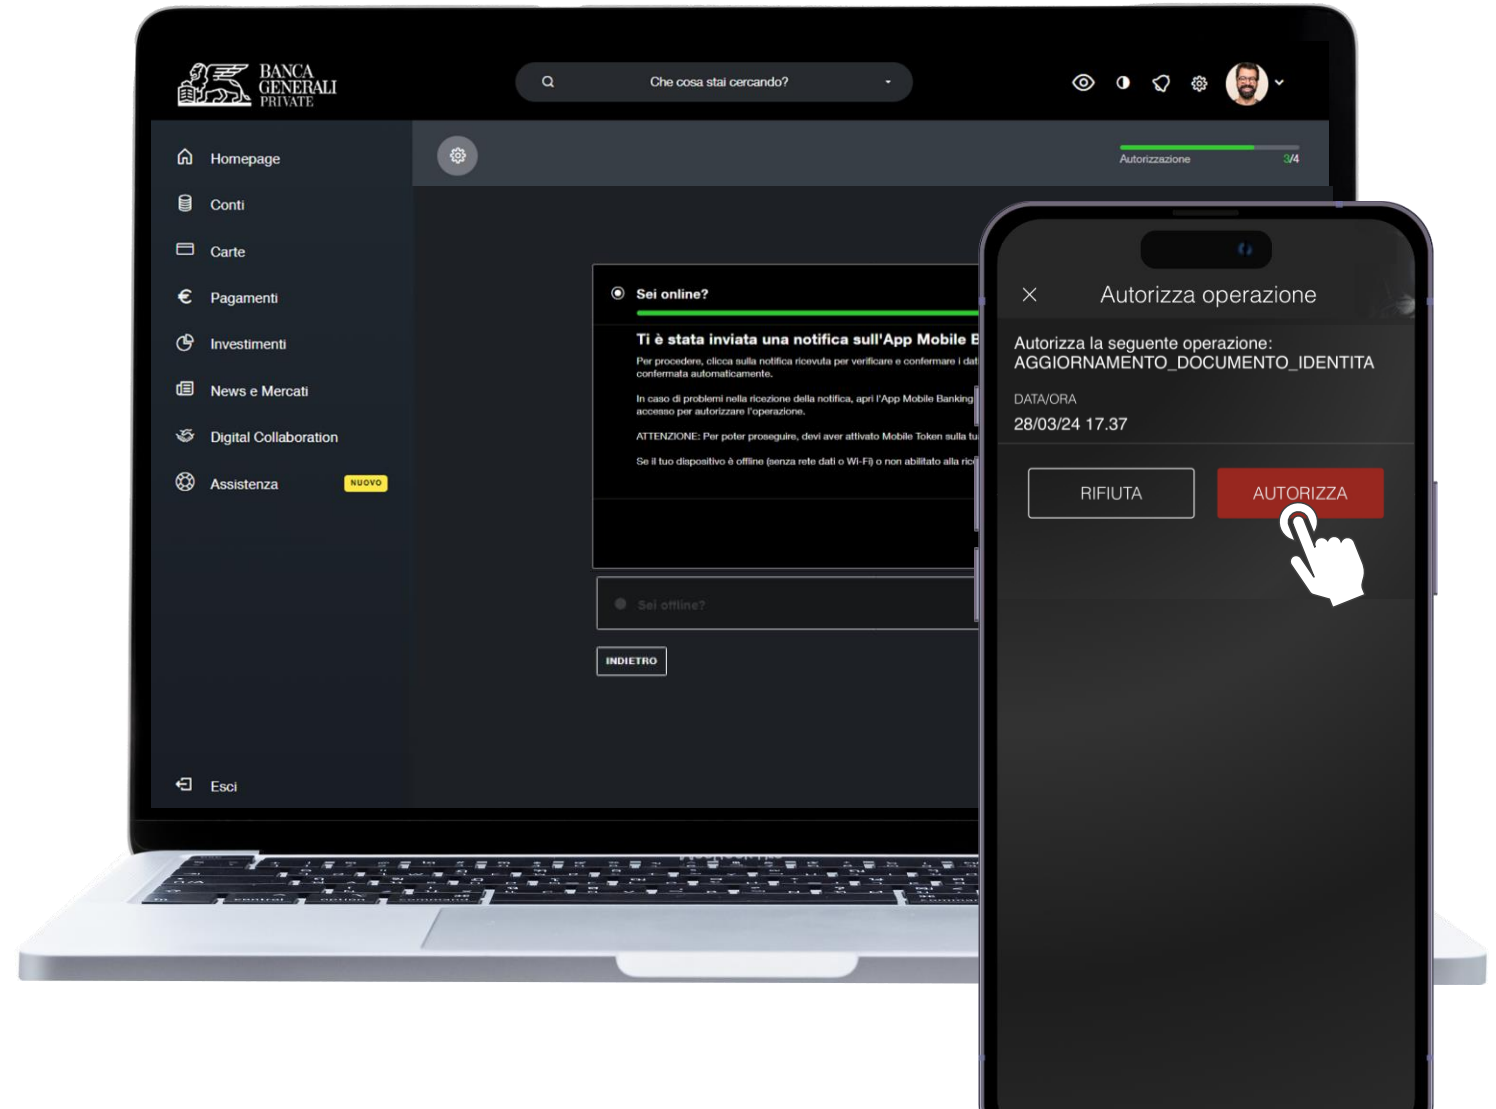 BANCA
GENERALI
PRIVATE
Che cosa stai cercando?
Homepage
Conti
Carte
Pagamenti
Investimenti
News e Mercati
Digital Collaboration
Assistenza
NUOVO
Esci
Autorizzazione
3/4
Sei online?
Ti è stata inviata una notifica sull'App Mobile
Per procedere, clicca sulla notifica ricevuta per verificare e confermare i
confermata automaticamente.
In caso di problemi nella ricezione della notifica, apri l'App Mobile Banking
accesso per autorizzare l'operazione.
ATTENZIONE: Per poter proseguire, devi aver attivato Mobile Token sulla
Se il tuo dispositivo è offline (senza rete dati o Wi-Fi) o non abilitato alla
Sei offline?
INDIETRO
Autorizza operazione
Autorizza la seguente operazione:
AGGIORNAMENTO_DOCUMENTO_IDENTITA
DATA/ORA
28/03/24 17.37
RIFIUTA
AUTORIZZA
control
option
command